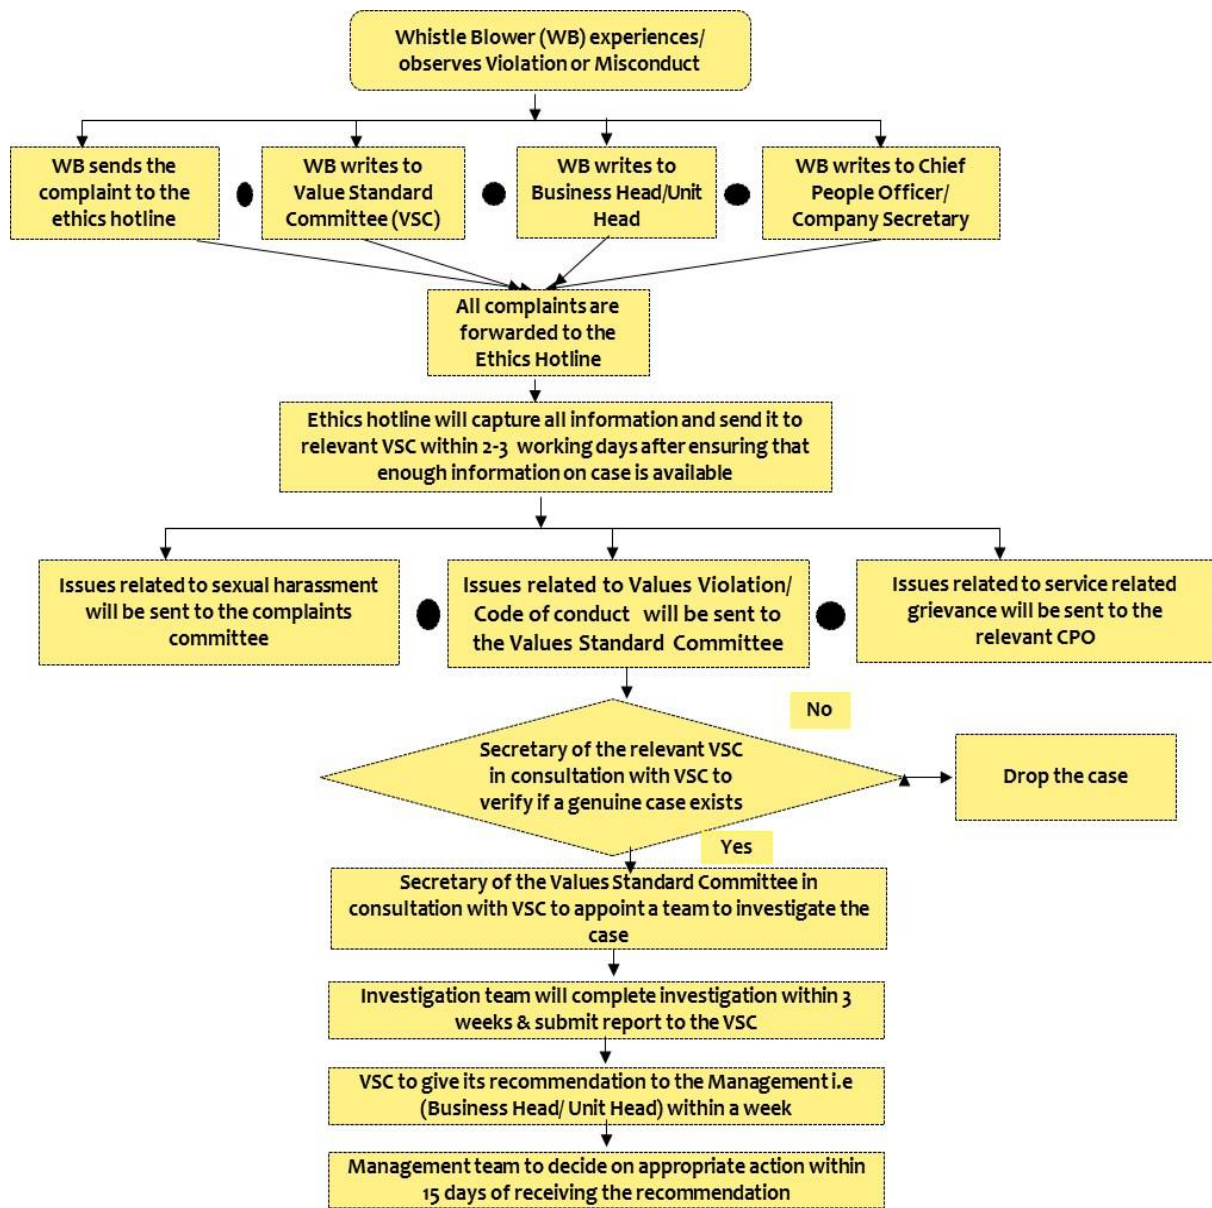 Whistle Blower (WB) experiences/
observes Violation or Misconduct
WB sends the
complaint to the
ethics hotline
WB writes to
Value Standard
Committee (VSC)
WB writes to
Business Head/Unit
Head
WB writes to Chief
People Officer/
Company Secretary
All complaints are
forwarded to the
Ethics Hotline
Ethics hotline will capture all information and send it to
relevant VSC within 2-3 working days after ensuring that
enough information on case is available
Issues related to sexual harassment
will be sent to the complaints
committee
Issues related to Values Violation/
Code of conduct will be sent to
the Values Standard Committee
Issues related to service related
grievance will be sent to the
relevant CPO
No
Secretary of the relevant VSC
in consultation with VSC to
verify if a genuine case exists
Drop the case
Yes
Secretary of the Values Standard Committee in
consultation with VSC to appoint a team to investigate the
case
Investigation team will complete investigation within 3
weeks & submit report to the VSC
VSC to give its recommendation to the Management i.e
(Business Head/ Unit Head) within a week
Management team to decide on appropriate action within
15 days of receiving the recommendation